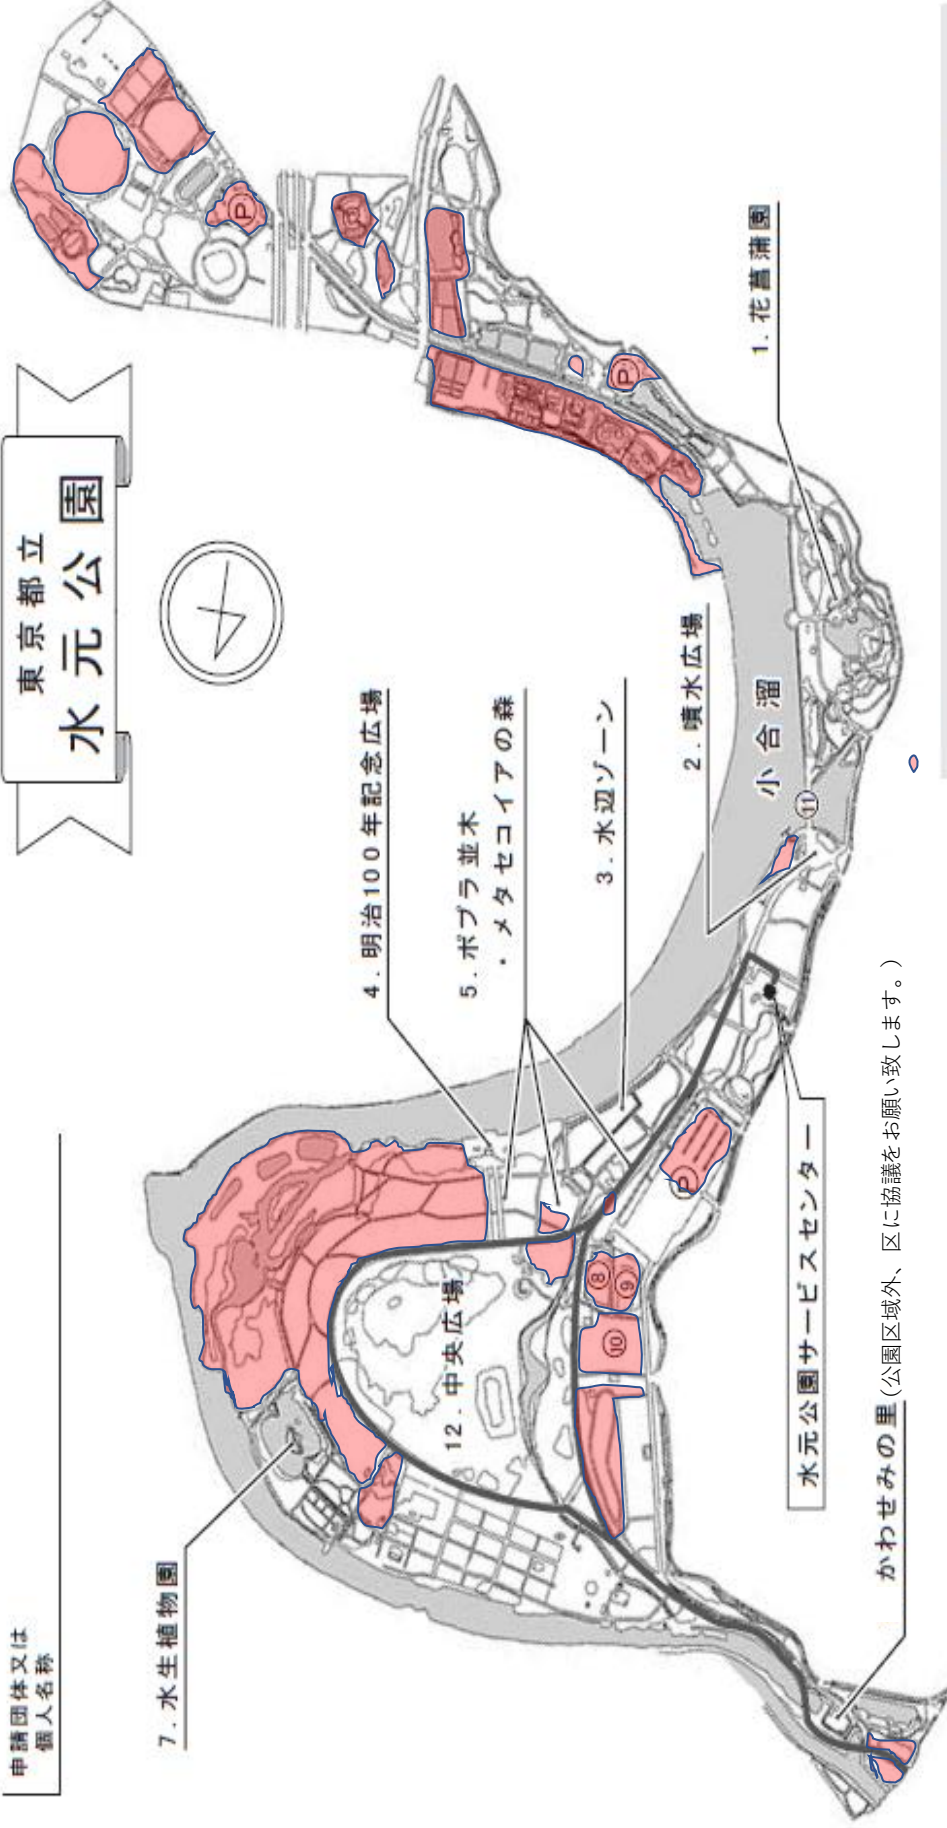 申請団体又は
個人名称
東京都立
水元公園
7.水生植物園
4.明治100年記念広場
5.ポプラ並木
・メタセコイアの森
3.水辺ゾーン
2.噴水広場
1.花菖蒲園
小合溜
12.中央広場
⑧
⑨
⑩
⑪
P
P
P
水元公園サービスセンター
かわせみの里(公園区域外、区に協議をお願い致します。)